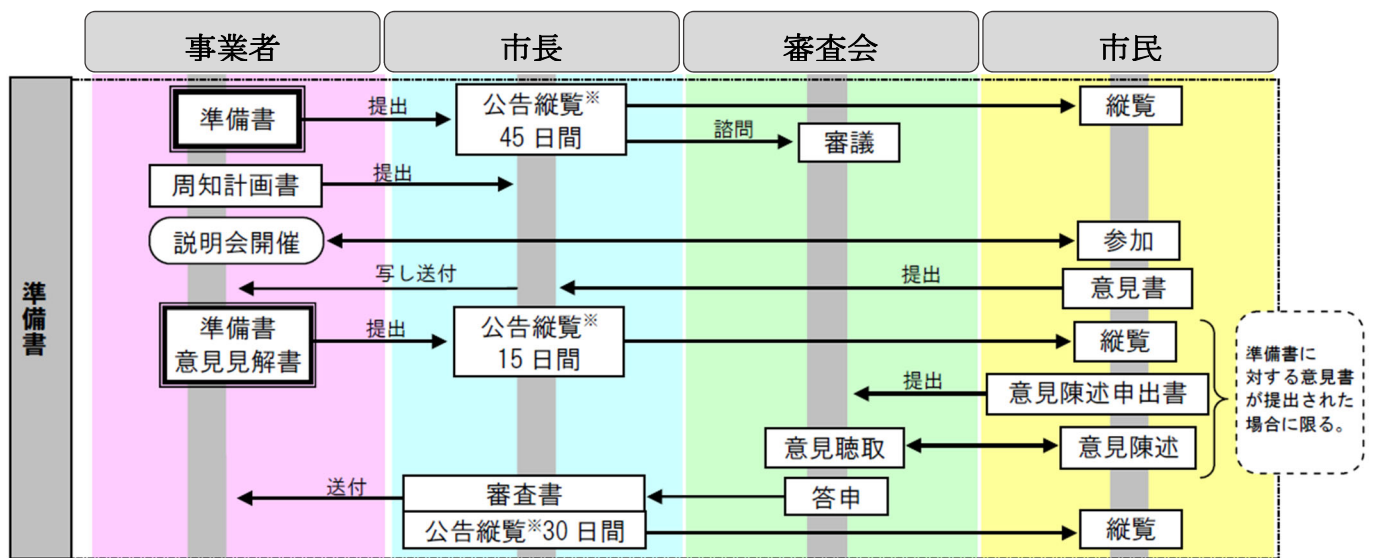 事業者
市長
審査会
市民
準備書
準備書
提出
公告縦覧※
45日間
縦覧
諮問
審議
周知計画書
提出
説明会開催
参加
写し送付
提出
意見書
準備書
意見見解書
提出
公告縦覧※
15日間
縦覧
準備書に
対する意見書
が提出された
場合に限る。
提出
意見陳述申出書
意見聴取
意見陳述
送付
審査書
答申
公告縦覧※30日間
縦覧